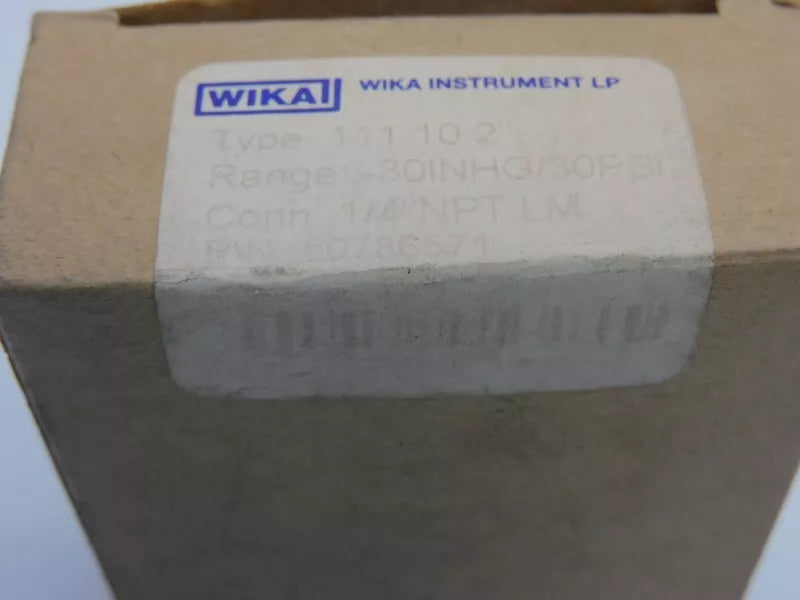 WIKA WIKA INSTRUMENT LP
Type 111.10 2"
Range: -30INHG/30PSI
Conn 1/4"NPT LM
P/N 50786571